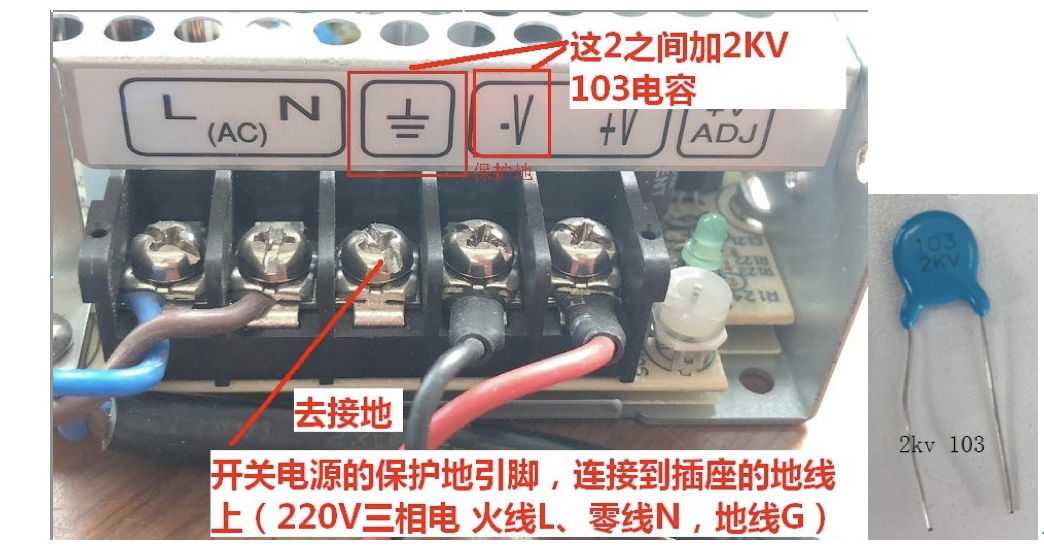 这2之间加2KV
103电容
L
N
(AC)
-V
+V
+V
ADJ
保护地
103
2KV
去接地
2kv 103
开关电源的保护地引脚，连接到插座的地线
上（220V三相电 火线L、零线N，地线G）